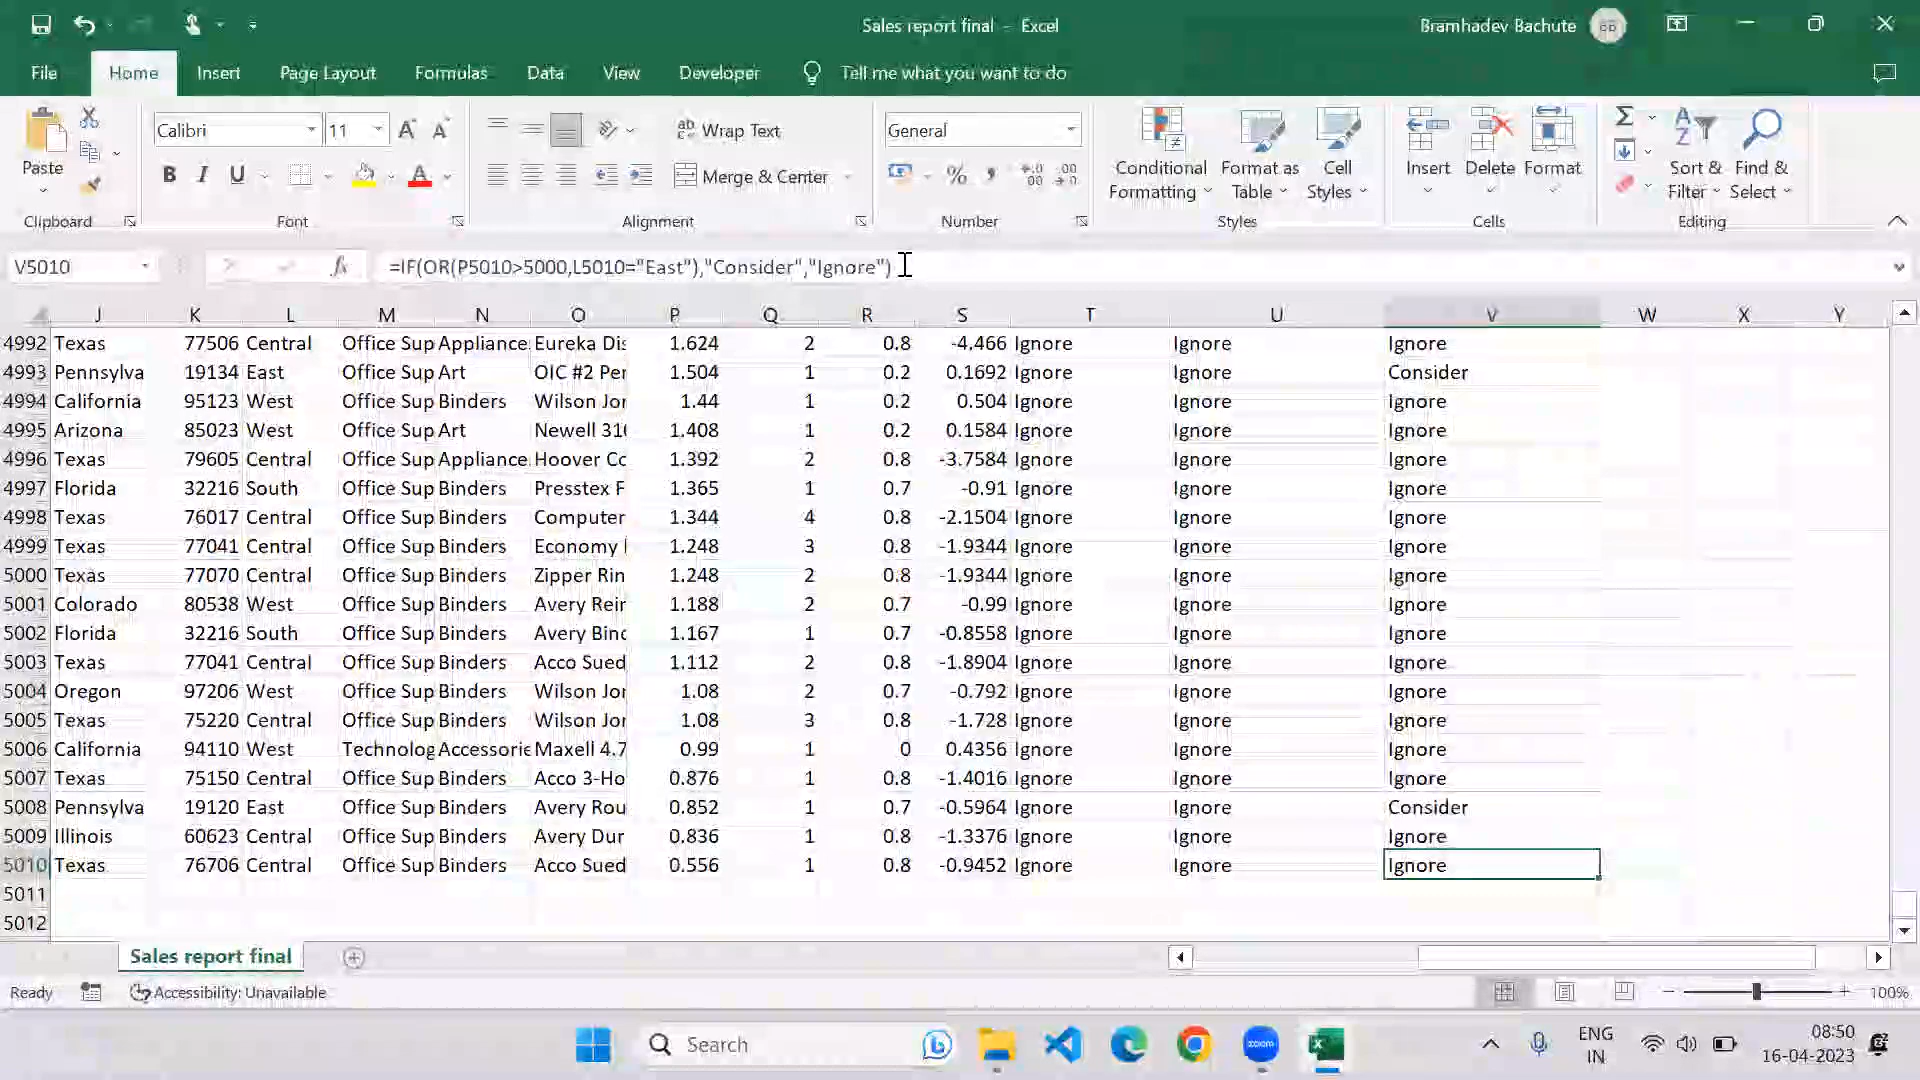 Sales report final - Excel
Bramhadev Bachute
BB
File Home Insert Page Layout Formulas Data View Developer Tell me what you want to do
Paste
Clipboard
Calibri 11
B I U
Font
Wrap Text
Merge & Center
Alignment
General
Number
Conditional Formatting
Format as Table
Cell Styles
Styles
Insert Delete Format
Cells
Sort & Filter
Find & Select
Editing
V5010 fx =IF(OR(P5010>5000,L5010="East"),"Consider","Ignore")
J K L M N O P Q R S T U V W X Y
4992 Texas 77506 Central Office Sup Appliance Eureka Dis 1.624 2 0.8 -4.466 Ignore Ignore Ignore
4993 Pennsylva 19134 East Office Sup Art OIC #2 Per 1.504 1 0.2 0.1692 Ignore Ignore Consider
4994 California 95123 West Office Sup Binders Wilson Jor 1.44 1 0.2 0.504 Ignore Ignore Ignore
4995 Arizona 85023 West Office Sup Art Newell 310 1.408 1 0.2 0.1584 Ignore Ignore Ignore
4996 Texas 79605 Central Office Sup Appliance Hoover Co 1.392 2 0.8 -3.7584 Ignore Ignore Ignore
4997 Florida 32216 South Office Sup Binders Presstex F 1.365 1 0.7 -0.91 Ignore Ignore Ignore
4998 Texas 76017 Central Office Sup Binders Computer 1.344 4 0.8 -2.1504 Ignore Ignore Ignore
4999 Texas 77041 Central Office Sup Binders Economy 1.248 3 0.8 -1.9344 Ignore Ignore Ignore
5000 Texas 77070 Central Office Sup Binders Zipper Rin 1.248 2 0.8 -1.9344 Ignore Ignore Ignore
5001 Colorado 80538 West Office Sup Binders Avery Rein 1.188 2 0.7 -0.99 Ignore Ignore Ignore
5002 Florida 32216 South Office Sup Binders Avery Bind 1.167 1 0.7 -0.8558 Ignore Ignore Ignore
5003 Texas 77041 Central Office Sup Binders Acco Sued 1.112 2 0.8 -1.8904 Ignore Ignore Ignore
5004 Oregon 97206 West Office Sup Binders Wilson Jor 1.08 2 0.7 -0.792 Ignore Ignore Ignore
5005 Texas 75220 Central Office Sup Binders Wilson Jor 1.08 3 0.8 -1.728 Ignore Ignore Ignore
5006 California 94110 West Technolog Accessorie Maxell 4.7 0.99 1 0 0.4356 Ignore Ignore Ignore
5007 Texas 75150 Central Office Sup Binders Acco 3-Ho 0.876 1 0.8 -1.4016 Ignore Ignore Ignore
5008 Pennsylva 19120 East Office Sup Binders Avery Rou 0.852 1 0.7 -0.5964 Ignore Ignore Consider
5009 Illinois 60623 Central Office Sup Binders Avery Dur 0.836 1 0.8 -1.3376 Ignore Ignore Ignore
5010 Texas 76706 Central Office Sup Binders Acco Sued 0.556 1 0.8 -0.9452 Ignore Ignore Ignore
5011
5012
Sales report final
Ready Accessibility: Unavailable 100%
Search zoom ENG IN 08:50 16-04-2023